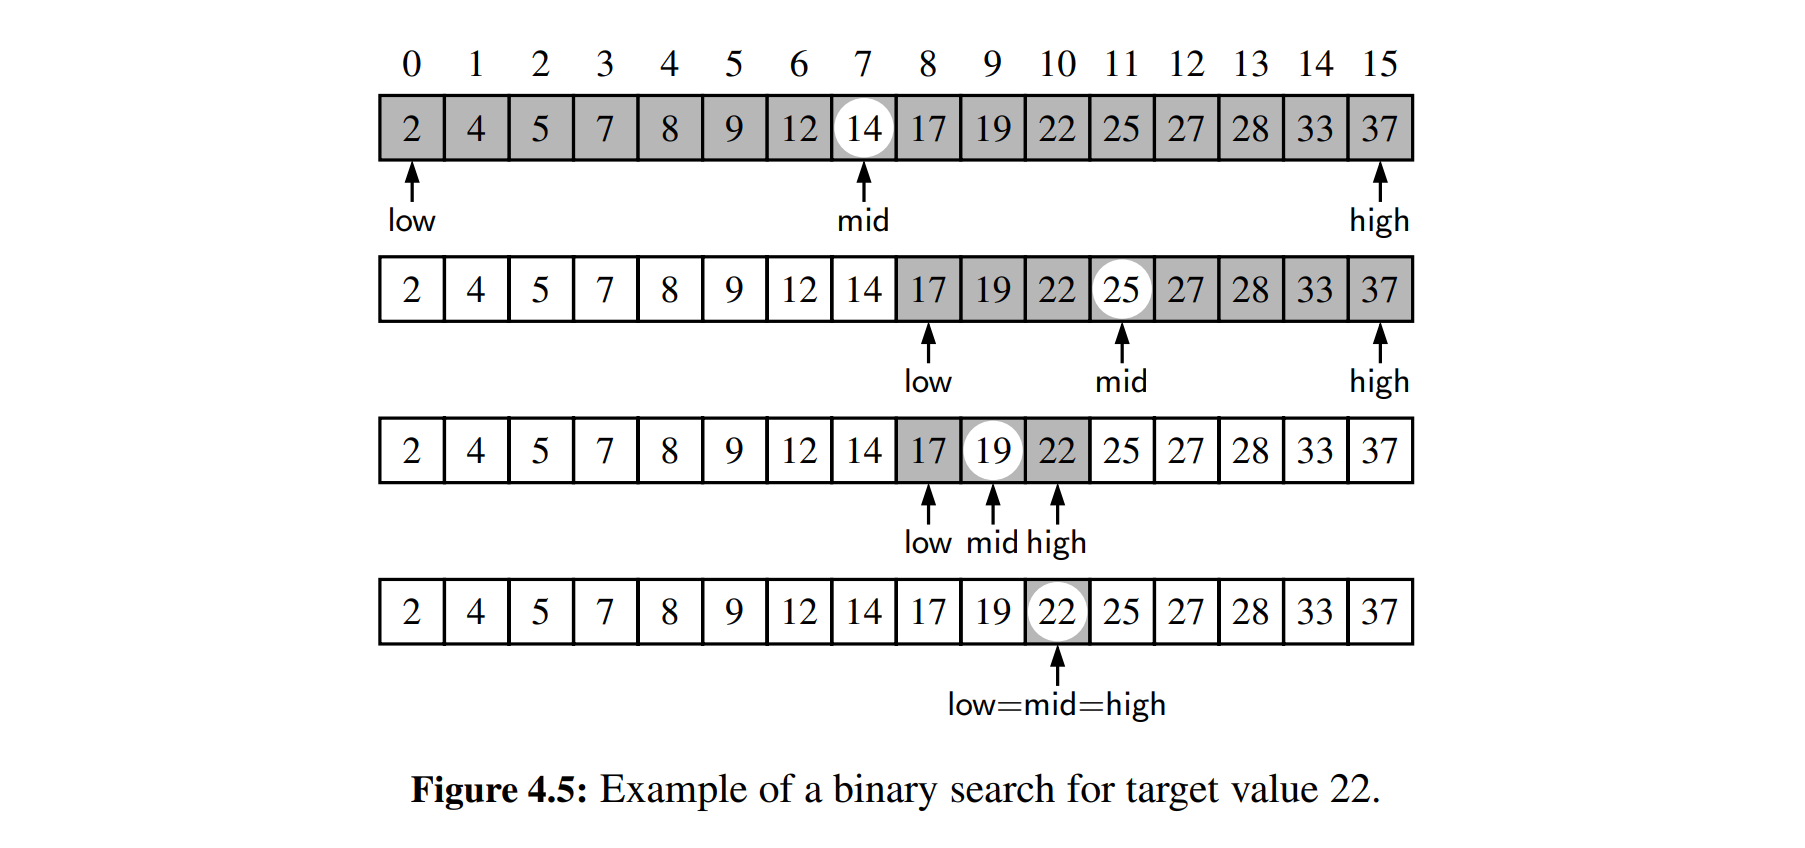 0 1 2 3 4 5 6 7 8 9 10 11 12 13 14 15
2 4 5 7 8 9 12 14 17 19 22 25 27 28 33 37
low mid high
2 4 5 7 8 9 12 14 17 19 22 25 27 28 33 37
low mid high
2 4 5 7 8 9 12 14 17 19 22 25 27 28 33 37
low mid high
2 4 5 7 8 9 12 14 17 19 22 25 27 28 33 37
low=mid=high
Figure 4.5: Example of a binary search for target value 22.